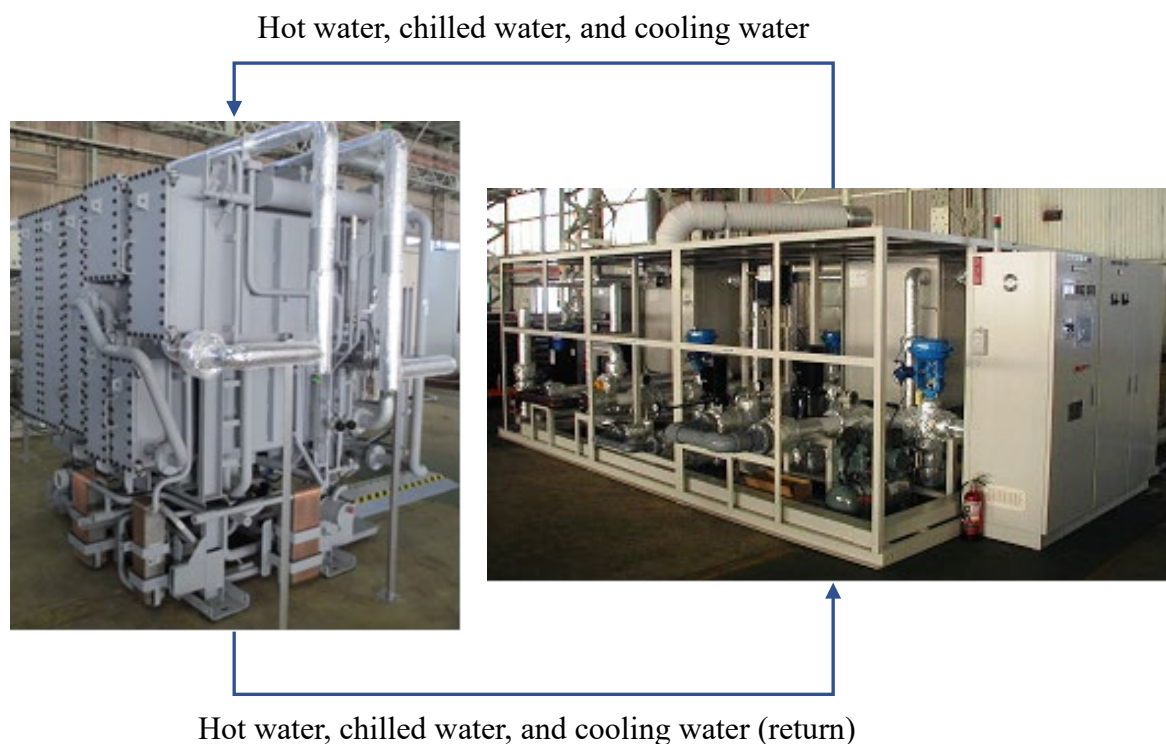 Hot water, chilled water, and cooling water
Hot water, chilled water, and cooling water (return)